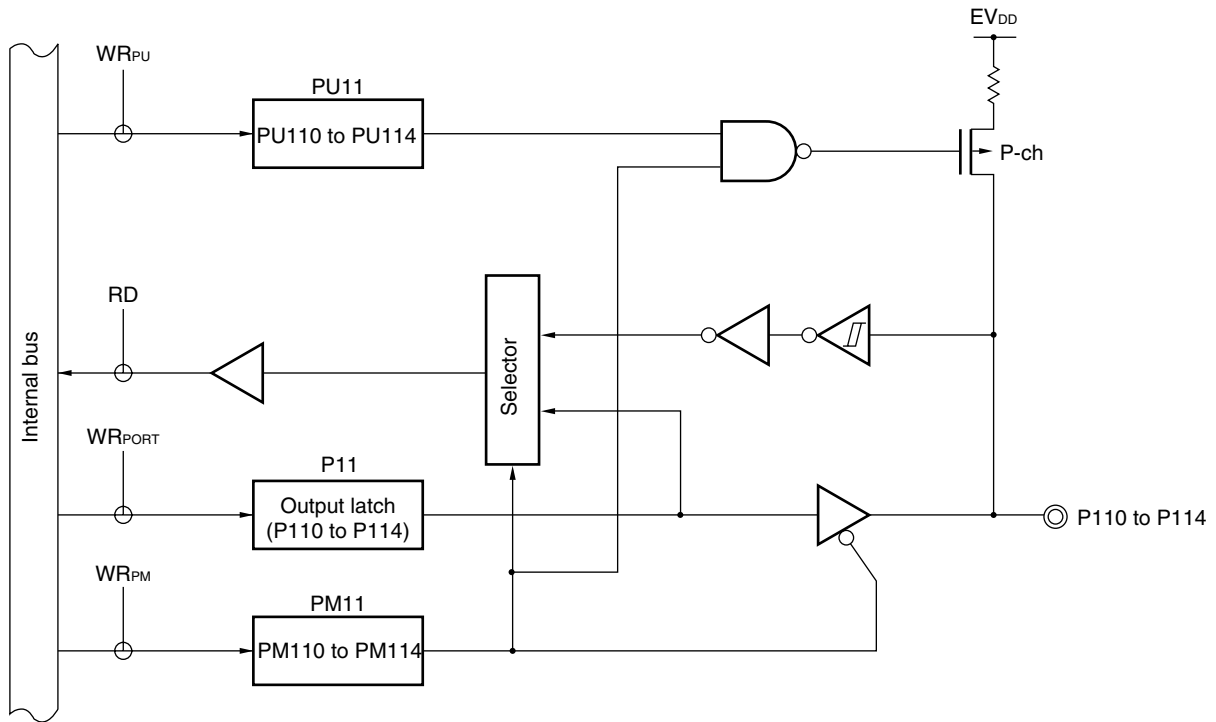 EVDD
WRPU
PU11
PU110 to PU114
P-ch
RD
Selector
Internal bus
WRPORT
P11
Output latch
(P110 to P114)
P110 to P114
WRPM
PM11
PM110 to PM114